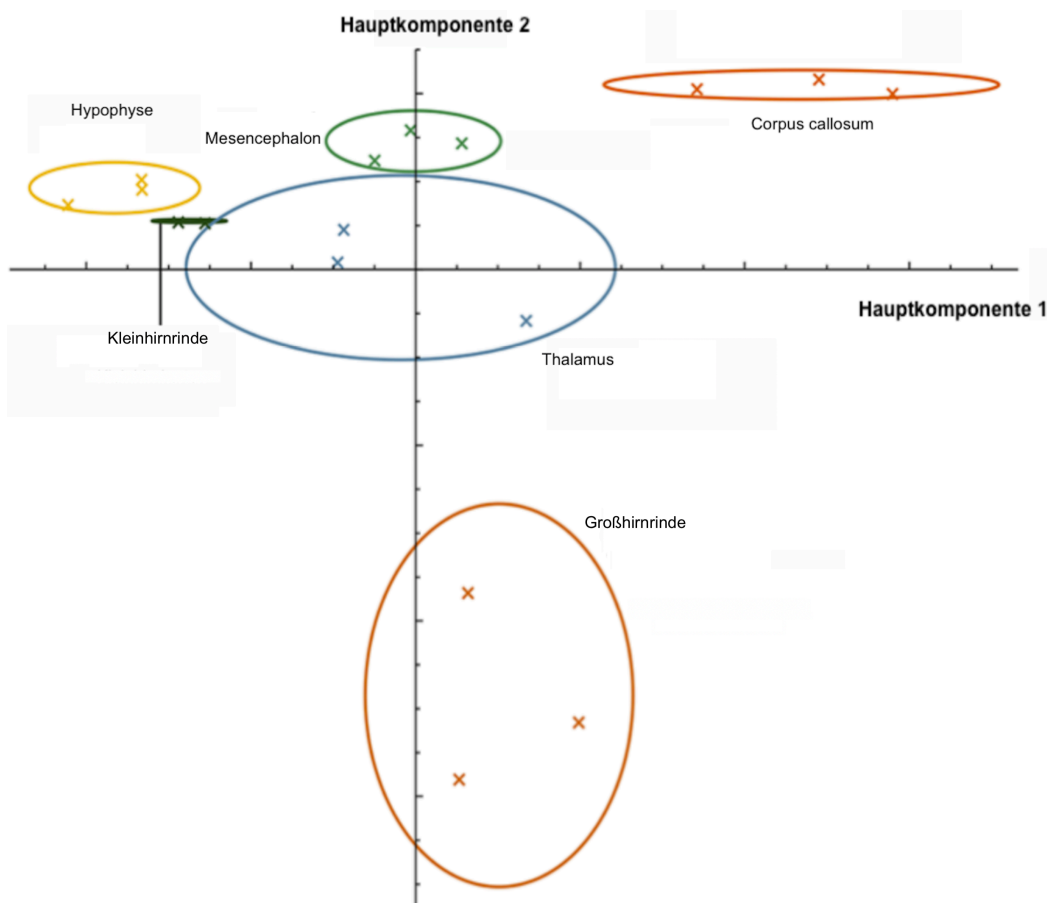 Hauptkomponente 2
Hypophyse
Mesencephalon
Corpus callosum
Hauptkomponente 1
Kleinhirnrinde
Thalamus
Großhirnrinde